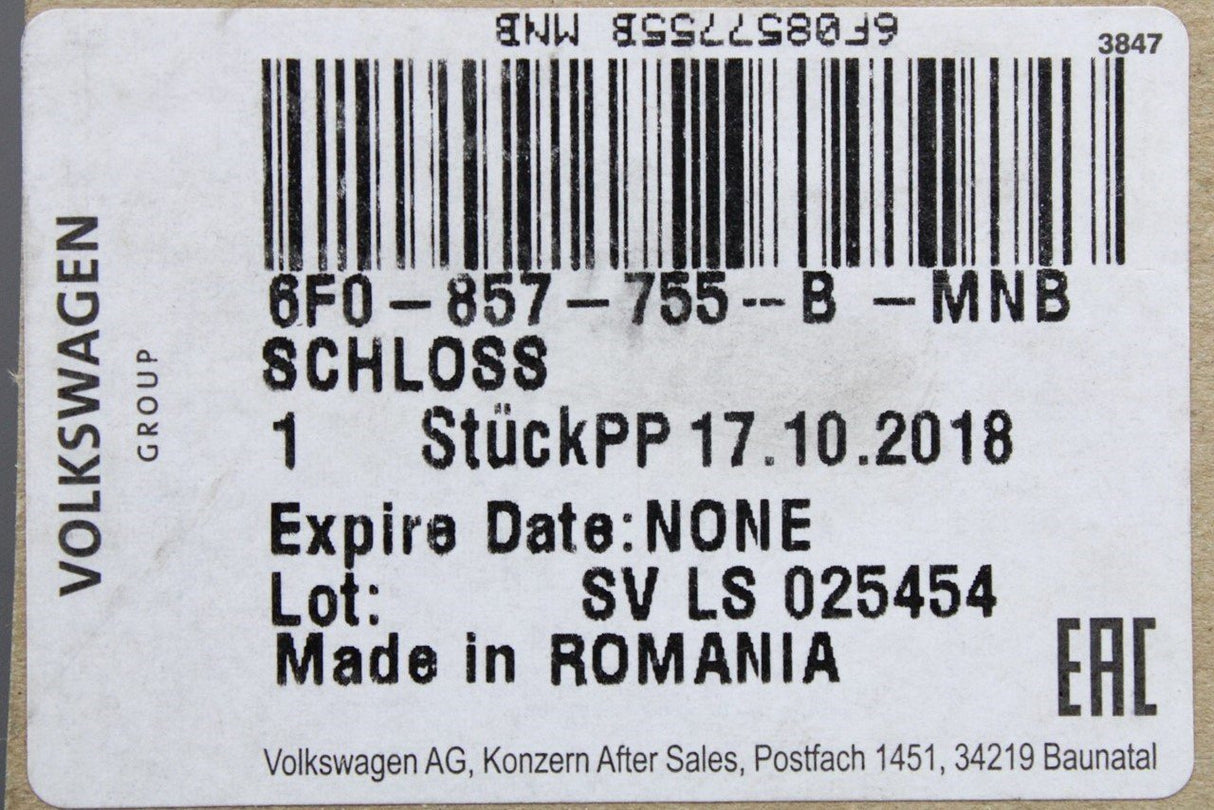 6F0857755B MNB
3847
VOLKSWAGEN
GROUP
6F0-857-755--B -MNB
SCHLOSS
1 StückPP 17.10.2018
Expire Date:NONE
Lot: SV LS 025454
Made in ROMANIA
EAC
Volkswagen AG, Konzern After Sales, Postfach 1451, 34219 Baunatal